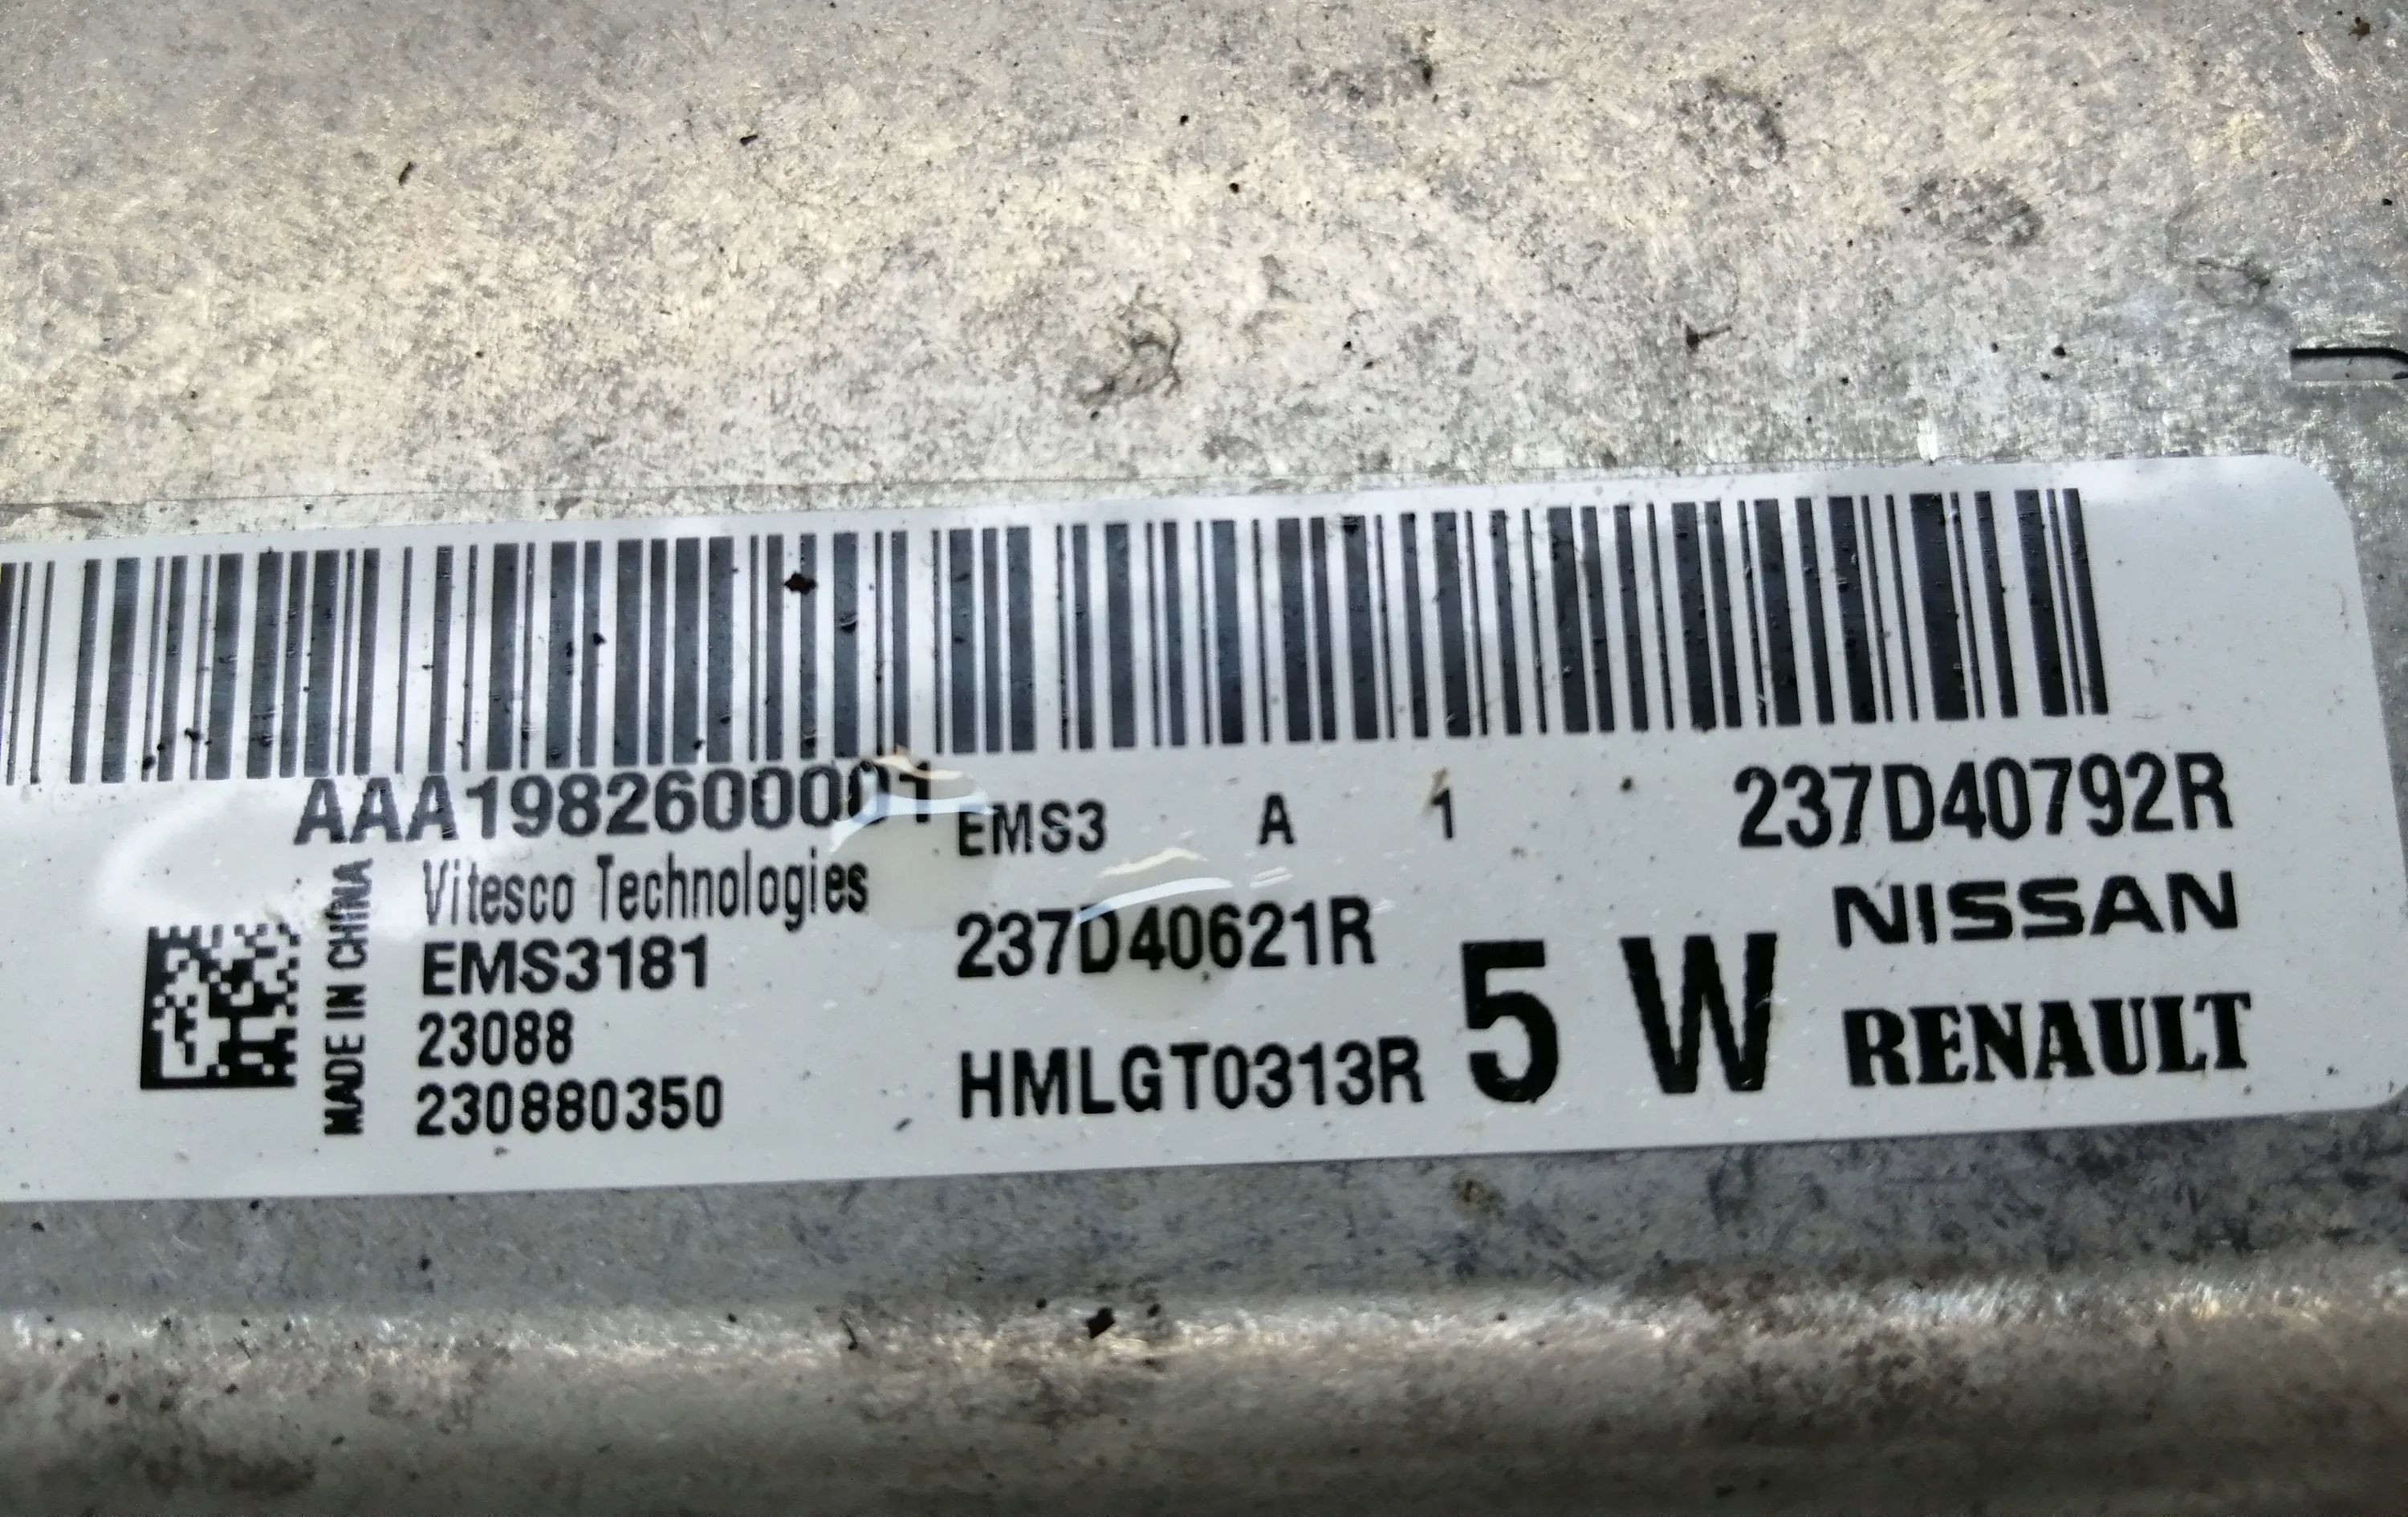 AAA1982600001
EMS3 A 1
237D40792R
MADE IN CHINA
Vitesco Technologies
EMS3181
23088
230880350
237D40621R
HMLGT0313R
5 W
NISSAN
RENAULT